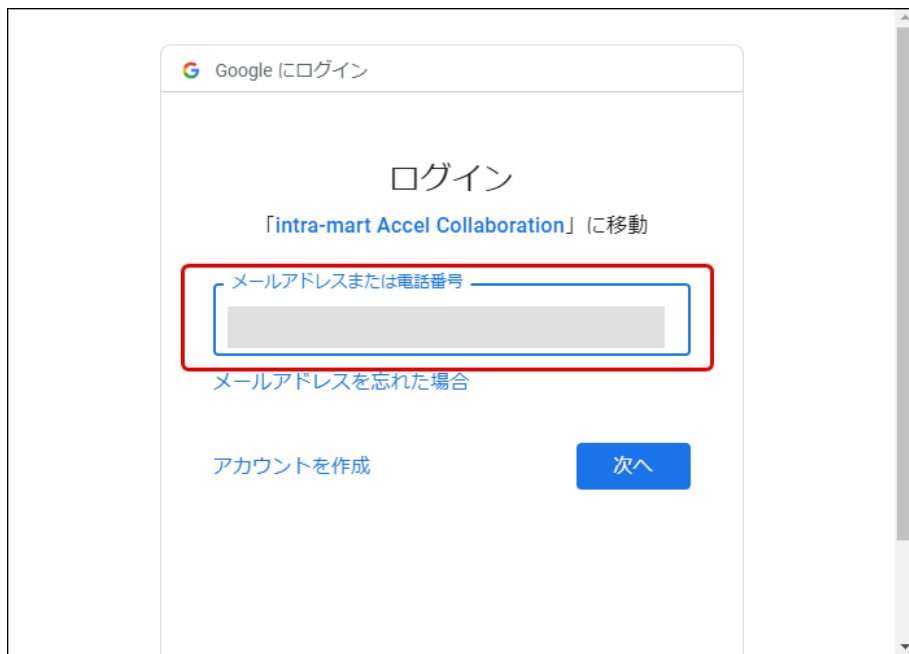 Google にログイン
ログイン
「intra-mart Accel Collaboration」に移動
メールアドレスまたは電話番号
メールアドレスを忘れた場合
アカウントを作成
次へ